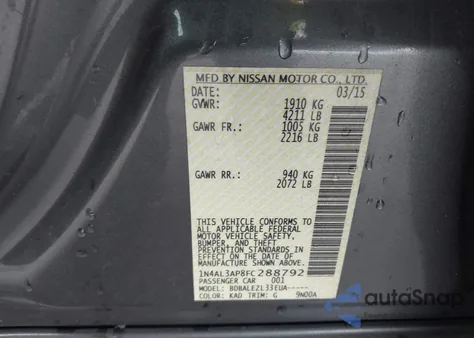 MFD BY NISSAN MOTOR CO., LTD.
DATE: 03/15
GVWR: 1910 KG
4211 LB
GAWR FR.: 1005 KG
2216 LB
GAWR RR.: 940 KG
2072 LB
THIS VEHICLE CONFORMS TO
ALL APPLICABLE FEDERAL
MOTOR VEHICLE SAFETY,
BUMPER, AND THEFT
PREVENTION STANDARDS IN
EFFECT ON THE DATE OF
MANUFACTURE SHOWN ABOVE.
1N4AL3AP8FC288792
PASSENGER CAR 001
MODEL: BDBALEZL33EUA-----
COLOR: KAD TRIM: G 9N00A
autoSnap